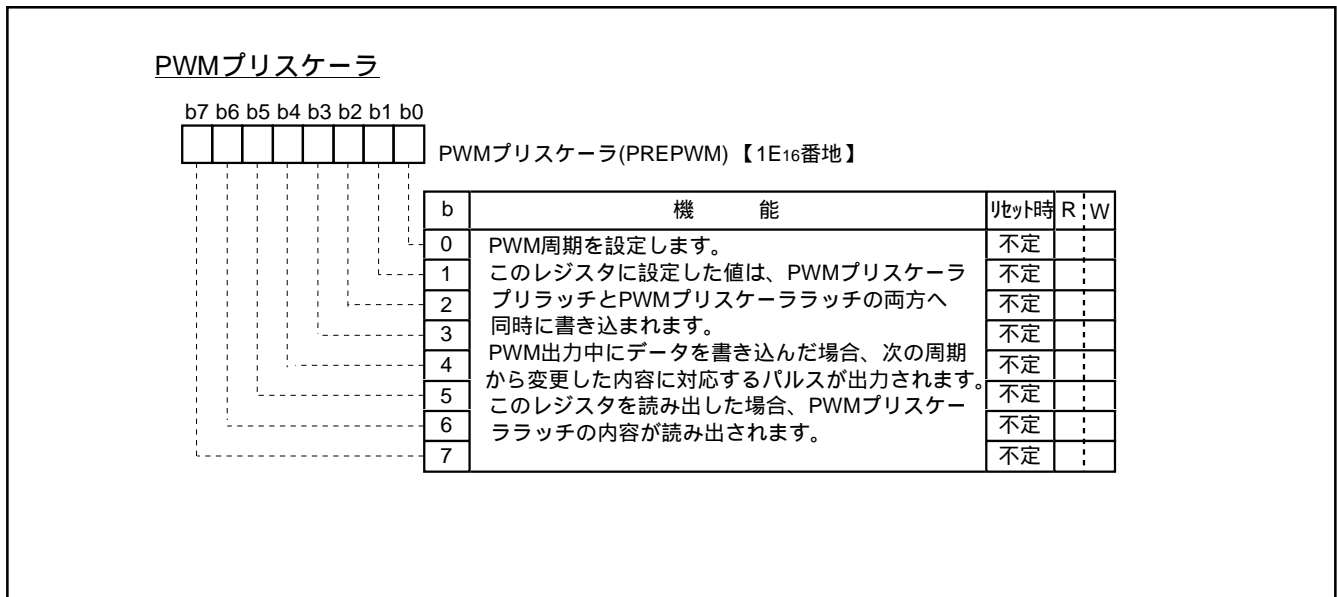 PWMプリスケーラ
b7 b6 b5 b4 b3 b2 b1 b0
PWMプリスケーラ(PREPWM)【1E16番地】
b 機 能 リセット時 R W
0 PWM周期を設定します。 不定
1 このレジスタに設定した値は、PWMプリスケーラ 不定
2 プリラッチとPWMプリスケーララッチの両方へ 不定
3 同時に書き込まれます。 不定
4 PWM出力中にデータを書き込んだ場合、次の周期 不定
5 から変更した内容に対応するパルスが出力されます。 不定
6 このレジスタを読み出した場合、PWMプリスケー 不定
7 ララッチの内容が読み出されます。 不定